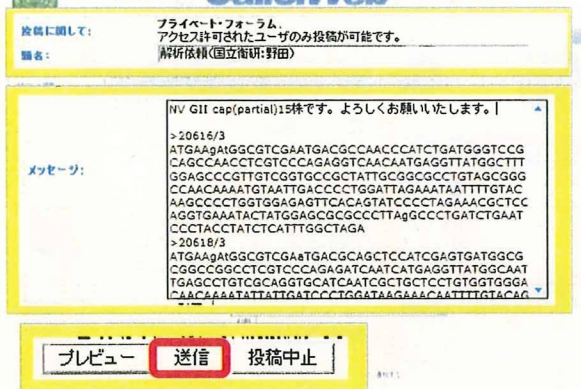 CaliciWeb
投稿に関して:
プライベート・フォーラム.
アクセス許可されたユーザのみ投稿が可能です。
題名:
解析依頼(国立衛研:野田)
メッセージ:
NV GII cap(partial)15株です。よろしくお願いいたします。
>20616/3
ATGAAgAtGGCGTCGAATGACGCCAACCCATCTGATGGGTCCG
CAGCCAACCTCGTCCCAGAGGTCAACAATGAGGTTATGGCTTT
GGAGCCCGTTGTCGGTGCCGCTATTGCGGCGCCTGTAGCGGG
CCAACAAAATGTAATTGACCCCTGGATTAGAAATAATTTTGTAC
AAGCCCCTGGTGGAGAGTTCACAGTATCCCCTAGAAACGCTCC
AGGTGAAATACTATGGAGCGCGCCCTTAgGCCCTGATCTGAAT
CCCTACCTATCTCATTTGGCTAGA
>20618/3
ATGAAgAtGGCGTCGAaTGACGCAGCTCCATCGAGTGATGGCG
CGGCCGGCCTCGTCCCAGAGATCAATCATGAGGTTATGGCAAT
TGAGCCTGTCGCAGGTGCATCAATCGCTGCTCCTGTGGTGGGA
CAACAAAATATTATTGATCCCTGGATAAGAAACAATTTTGTACAG
プレビュー
送信
投稿中止